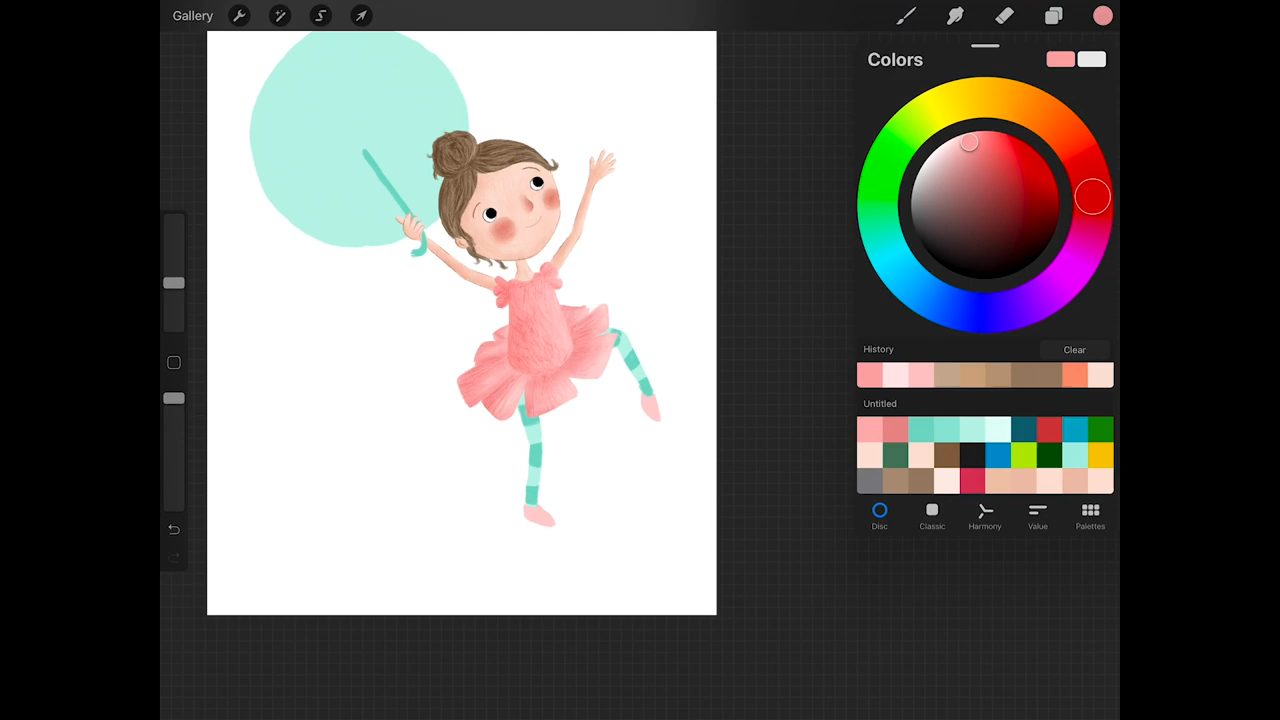 Gallery
Colors
History
Clear
Untitled
Disc
Classic
Harmony
Value
Palettes